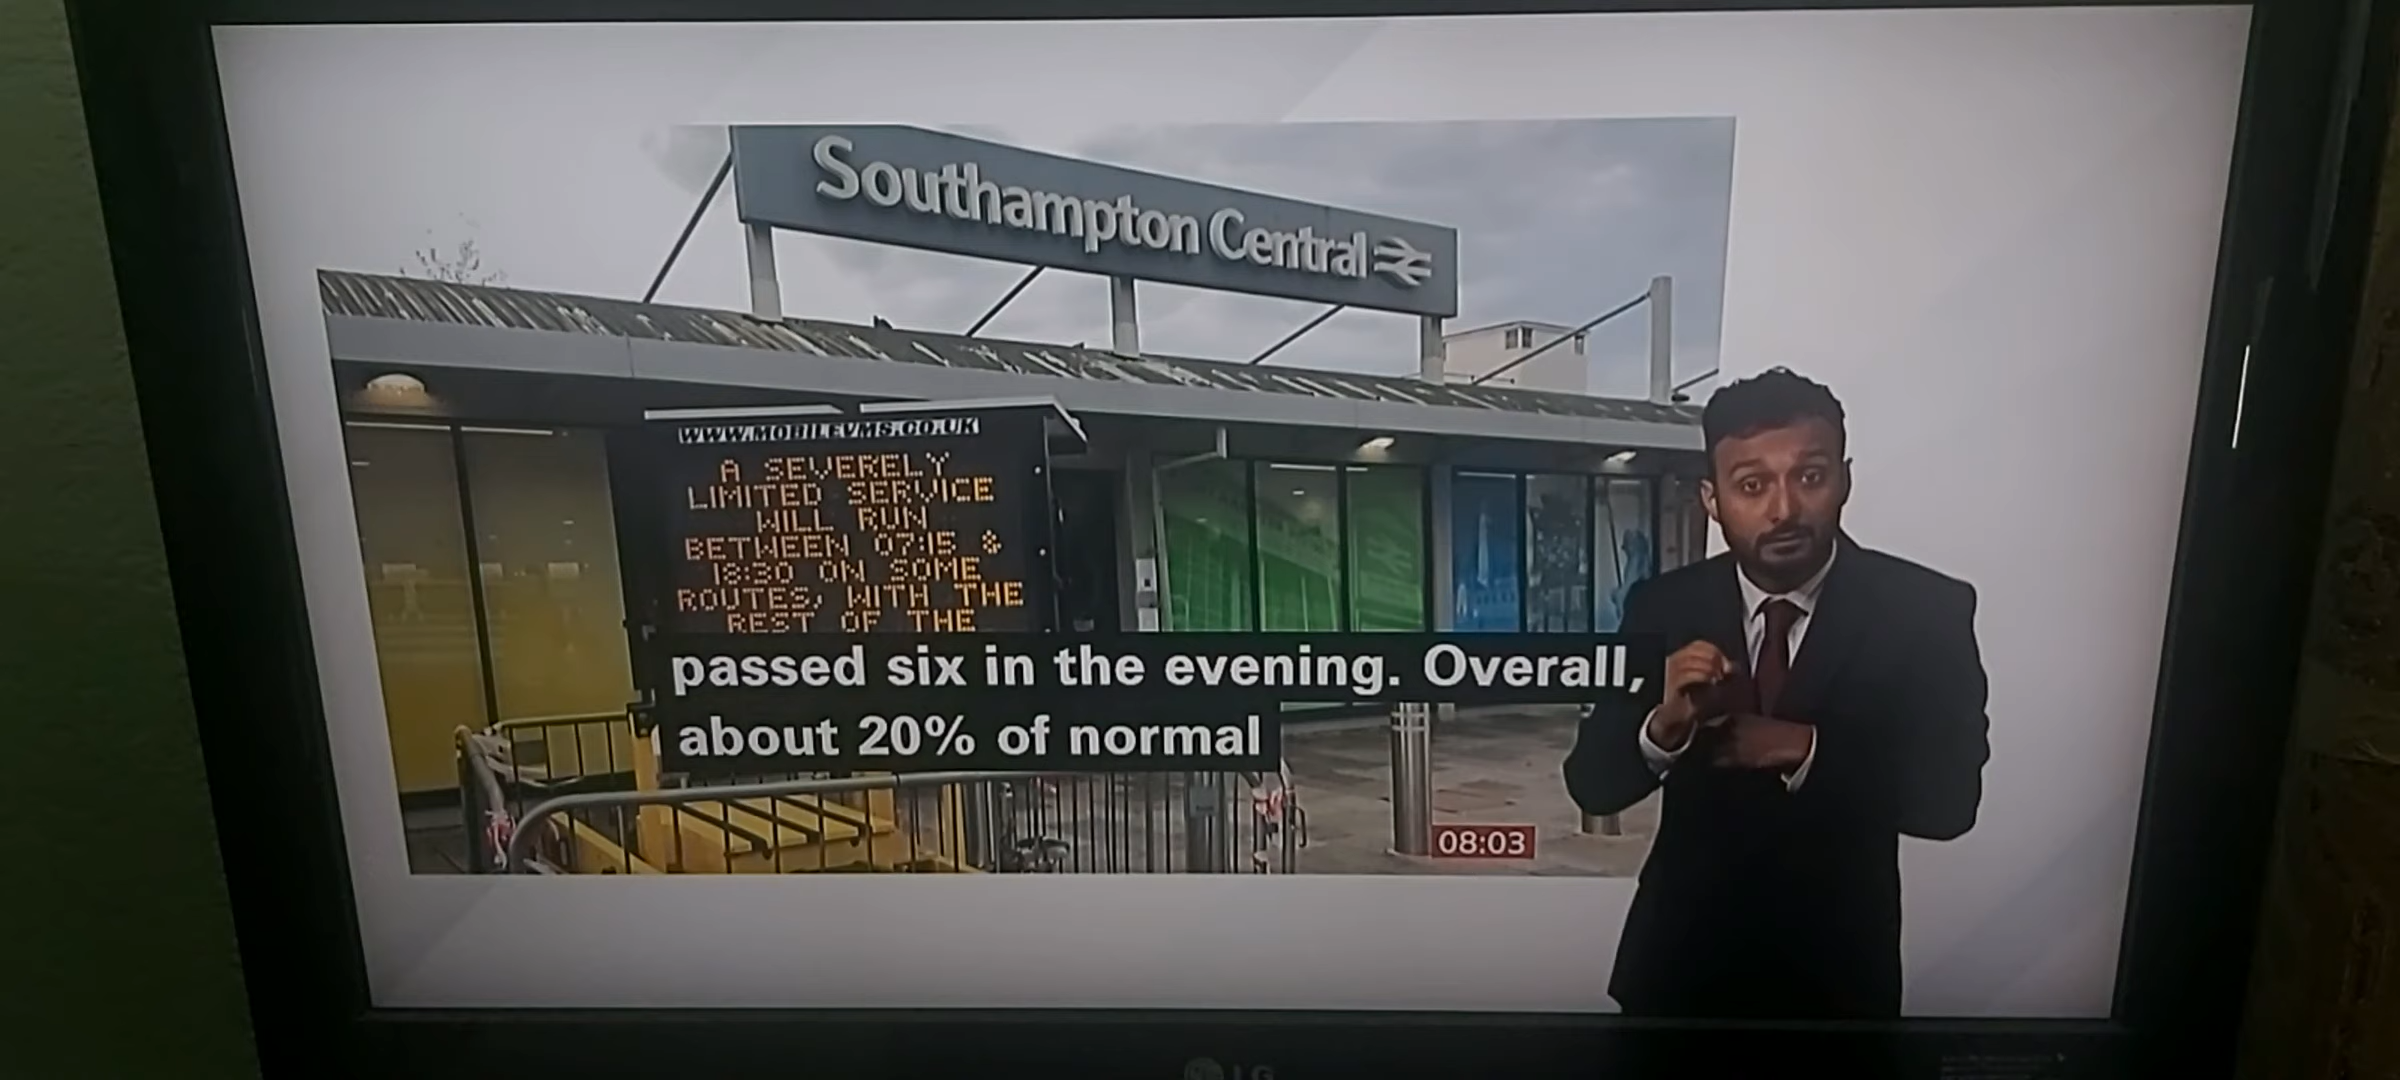 Southampton Central
WWW.MOBILEVMS.CO.UK
A SEVERELY
LIMITED SERVICE
WILL RUN
BETWEEN 07:15 &
18:30 ON SOME
ROUTES, WITH THE
REST OF THE
passed six in the evening. Overall,
about 20% of normal
08:03
LG